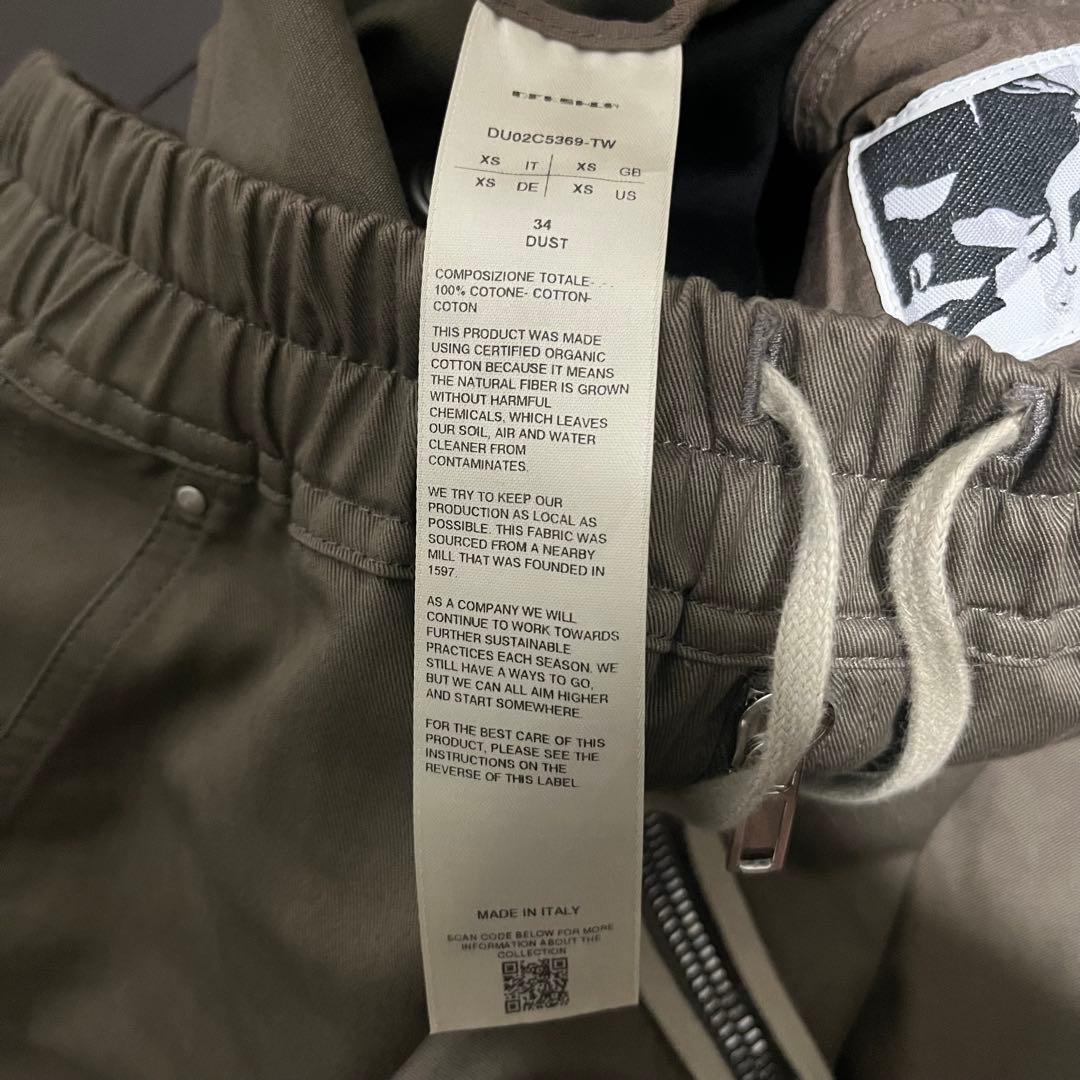 DRKSHDW
DU02C5369-TW
XS IT XS GB
XS DE XS US
34
DUST
COMPOSIZIONE TOTALE-
100% COTONE- COTTON-
COTON
THIS PRODUCT WAS MADE
USING CERTIFIED ORGANIC
COTTON BECAUSE IT MEANS
THE NATURAL FIBER IS GROWN
WITHOUT HARMFUL
CHEMICALS, WHICH LEAVES
OUR SOIL, AIR AND WATER
CLEANER FROM
CONTAMINATES.
WE TRY TO KEEP OUR
PRODUCTION AS LOCAL AS
POSSIBLE. THIS FABRIC WAS
SOURCED FROM A NEARBY
MILL THAT WAS FOUNDED IN
1597.
AS A COMPANY WE WILL
CONTINUE TO WORK TOWARDS
FURTHER SUSTAINABLE
PRACTICES EACH SEASON. WE
STILL HAVE A WAYS TO GO,
BUT WE CAN ALL AIM HIGHER
AND START SOMEWHERE.
FOR THE BEST CARE OF THIS
PRODUCT, PLEASE SEE THE
INSTRUCTIONS ON THE
REVERSE OF THIS LABEL.
MADE IN ITALY
SCAN CODE BELOW FOR MORE
INFORMATION ABOUT THE
COLLECTION